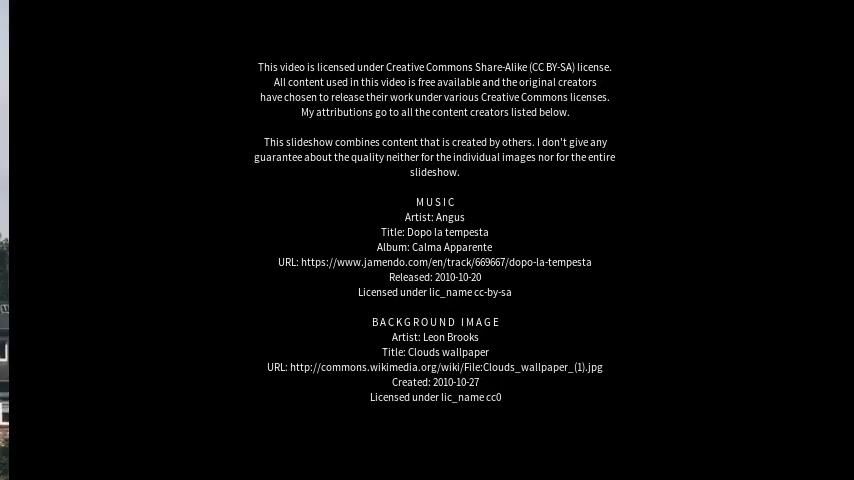 This video is licensed under Creative Commons Share-Alike (CC BY-SA) license.
All content used in this video is free available and the original creators
have chosen to release their work under various Creative Commons licenses.
My attributions go to all the content creators listed below.
This slideshow combines content that is created by others. I don't give any
guarantee about the quality neither for the individual images nor for the entire
slideshow.
MUSIC
Artist: Angus
Title: Dopo la tempesta
Album: Calma Apparente
URL: https://www.jamendo.com/en/track/669667/dopo-la-tempesta
Released: 2010-10-20
Licensed under lic_name cc-by-sa
BACKGROUND IMAGE
Artist: Leon Brooks
Title: Clouds wallpaper
URL: http://commons.wikimedia.org/wiki/File:Clouds_wallpaper_(1).jpg
Created: 2010-10-27
Licensed under lic_name cc0